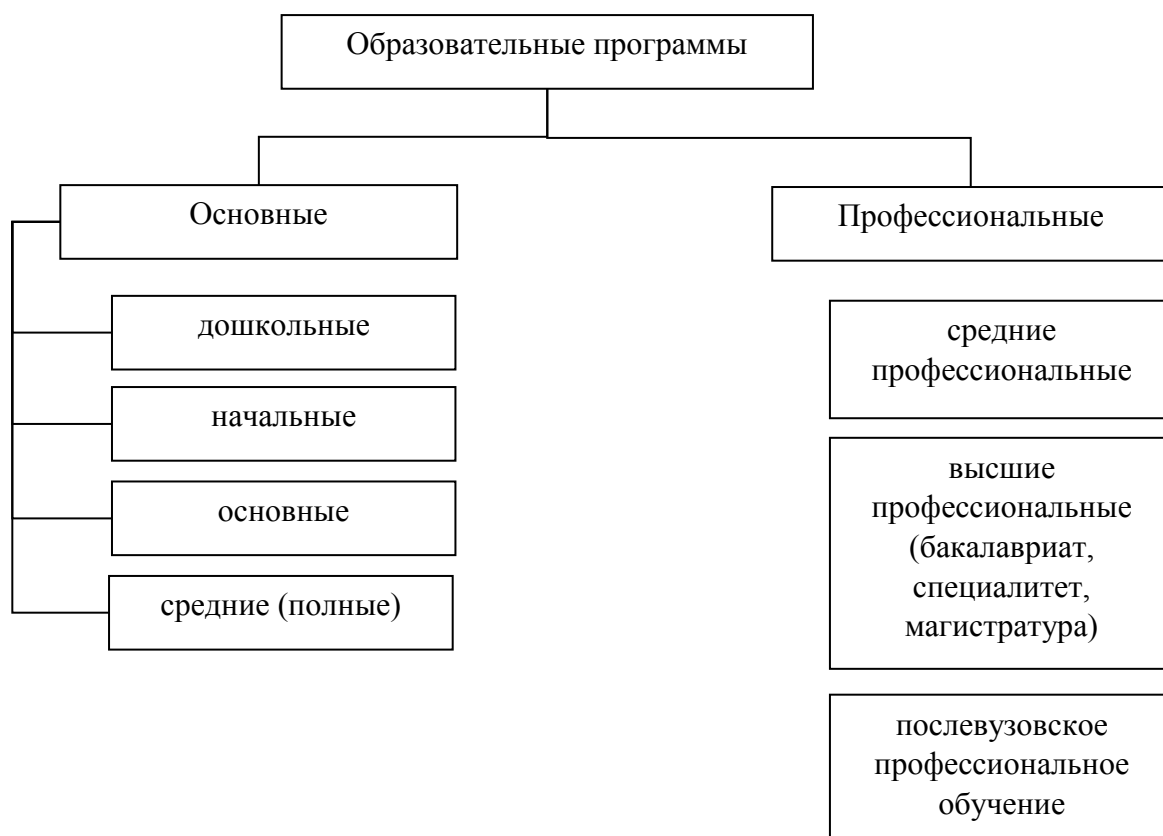 Образовательные программы
Основные
Профессиональные
дошкольные
начальные
основные
средние (полные)
средние
профессиональные
высшие
профессиональные
(бакалавриат,
специалитет,
магистратура)
послевузовское
профессиональное
обучение